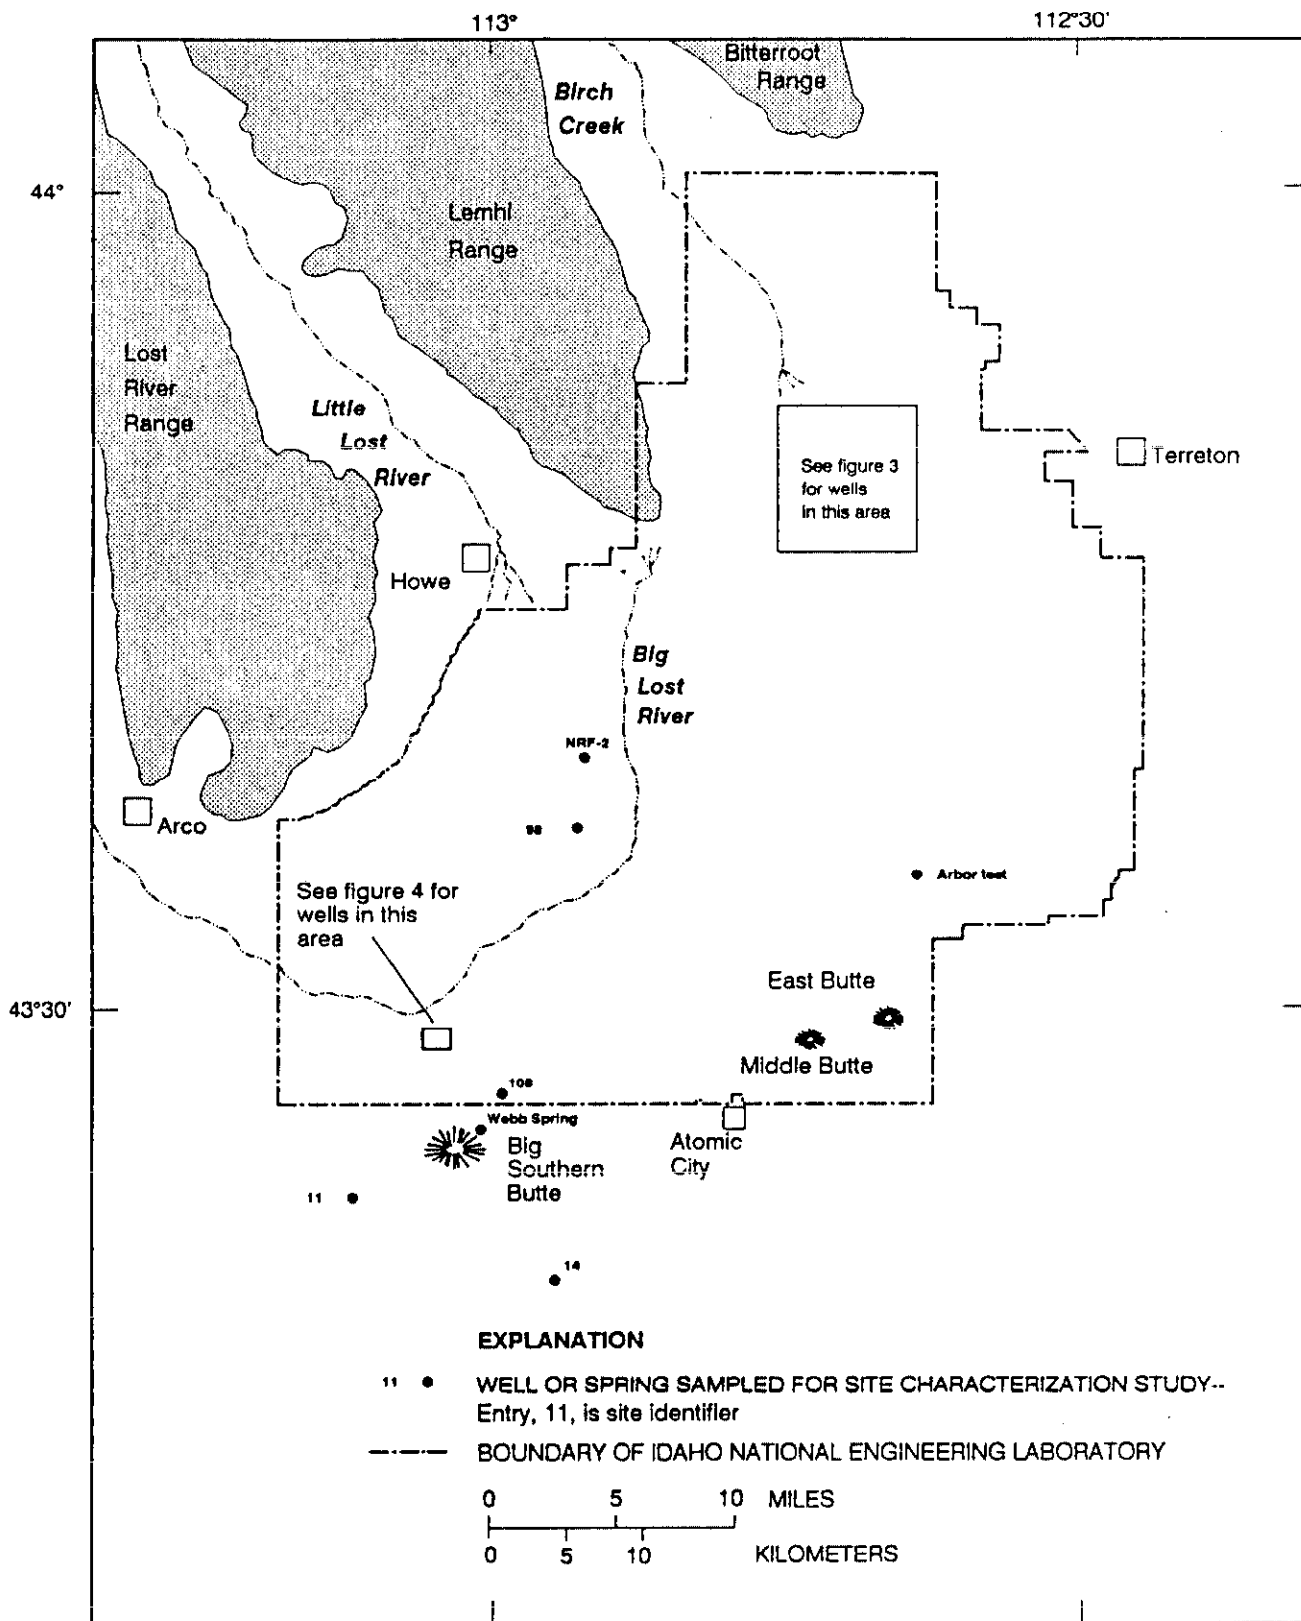 113°
112°30'
Bitterroot
Range
Birch
Creek
44°
Lemhi
Range
Lost
River
Range
Little
Lost
River
See figure 3
for wells
in this area
Terreton
Howe
Big
Lost
River
NRF-2
Arco
98
Arbor test
See figure 4 for
wells in this
area
East Butte
43°30'
Middle Butte
108
Webb Spring
Big
Southern
Butte
Atomic
City
11
14
EXPLANATION
11 WELL OR SPRING SAMPLED FOR SITE CHARACTERIZATION STUDY--
Entry, 11, is site identifier
BOUNDARY OF IDAHO NATIONAL ENGINEERING LABORATORY
0 5 10 MILES
0 5 10 KILOMETERS